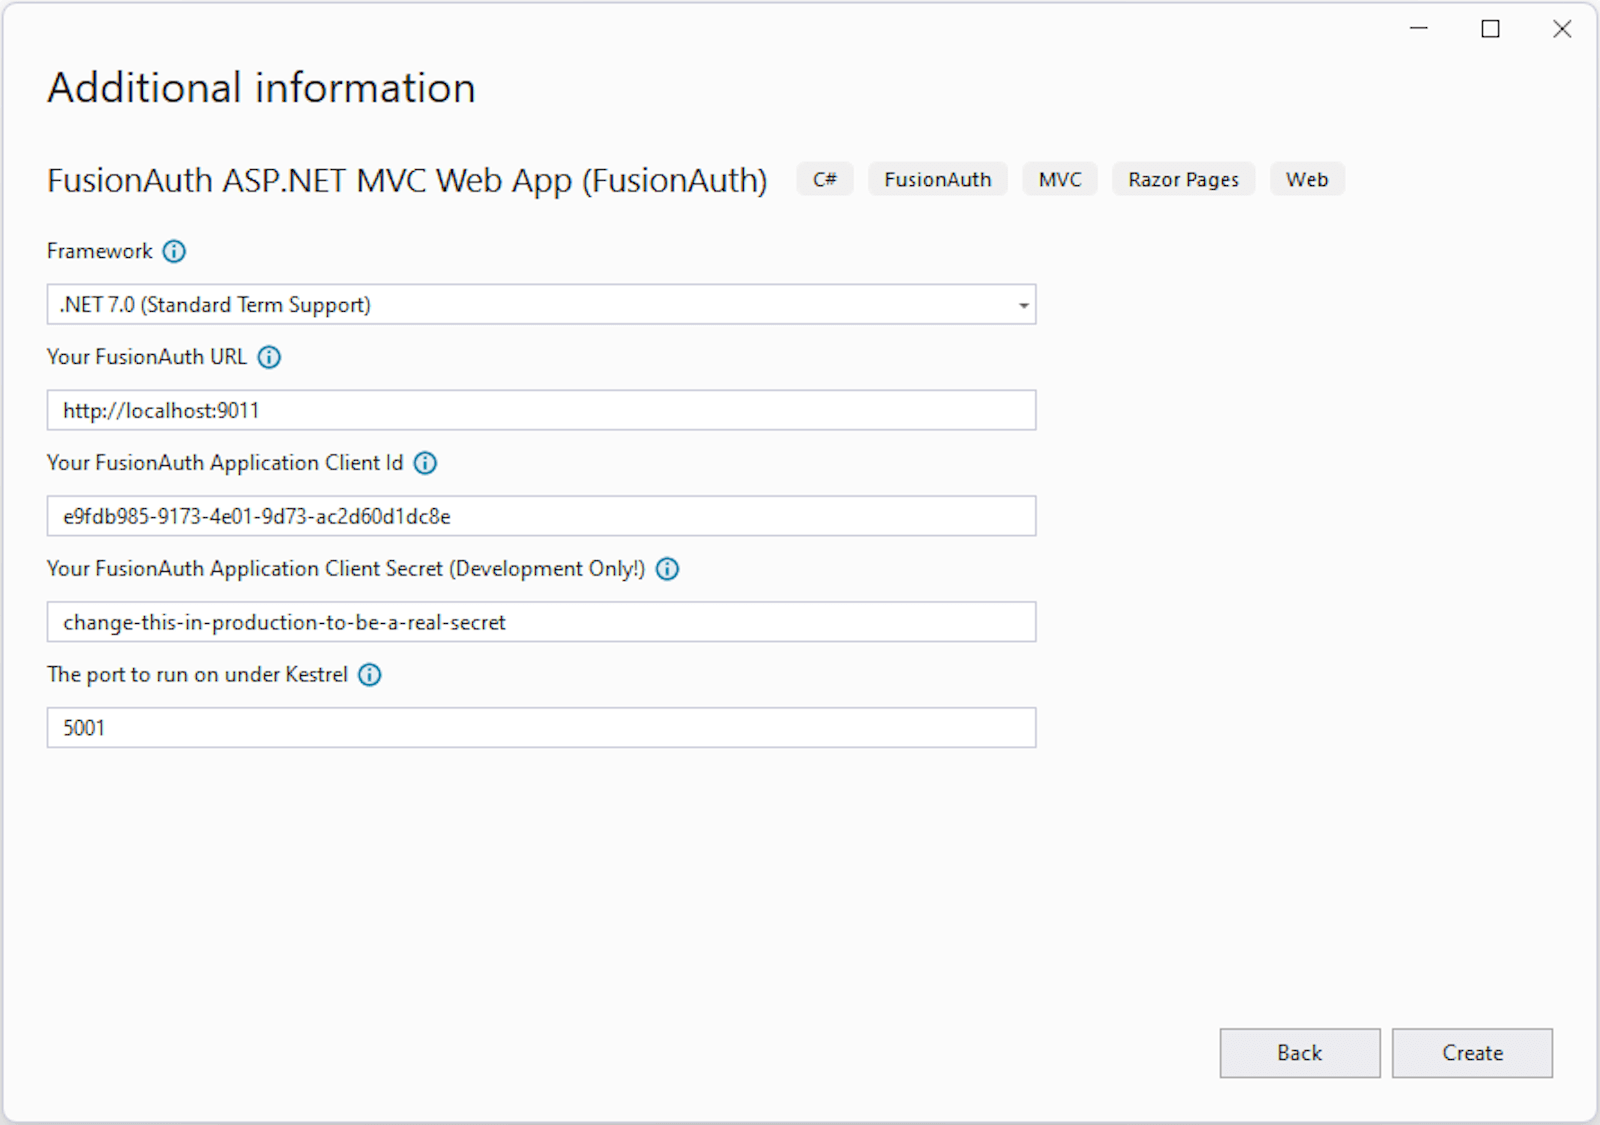 Additional information
FusionAuth ASP.NET MVC Web App (FusionAuth) C# FusionAuth MVC Razor Pages Web
Framework
.NET 7.0 (Standard Term Support)
Your FusionAuth URL
http://localhost:9011
Your FusionAuth Application Client Id
e9fdb985-9173-4e01-9d73-ac2d60d1dc8e
Your FusionAuth Application Client Secret (Development Only!)
change-this-in-production-to-be-a-real-secret
The port to run on under Kestrel
5001
Back Create